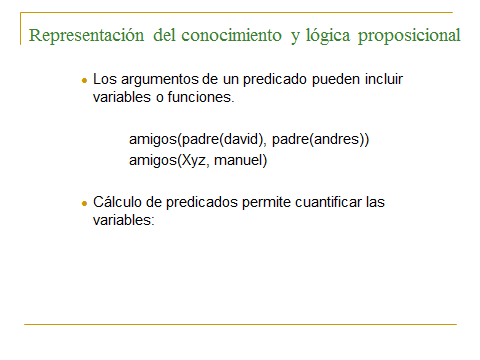 Representación del conocimiento y lógica proposicional
Los argumentos de un predicado pueden incluir
variables o funciones.
amigos(padre(david), padre(andres))
amigos(Xyz, manuel)
Cálculo de predicados permite cuantificar las
variables: